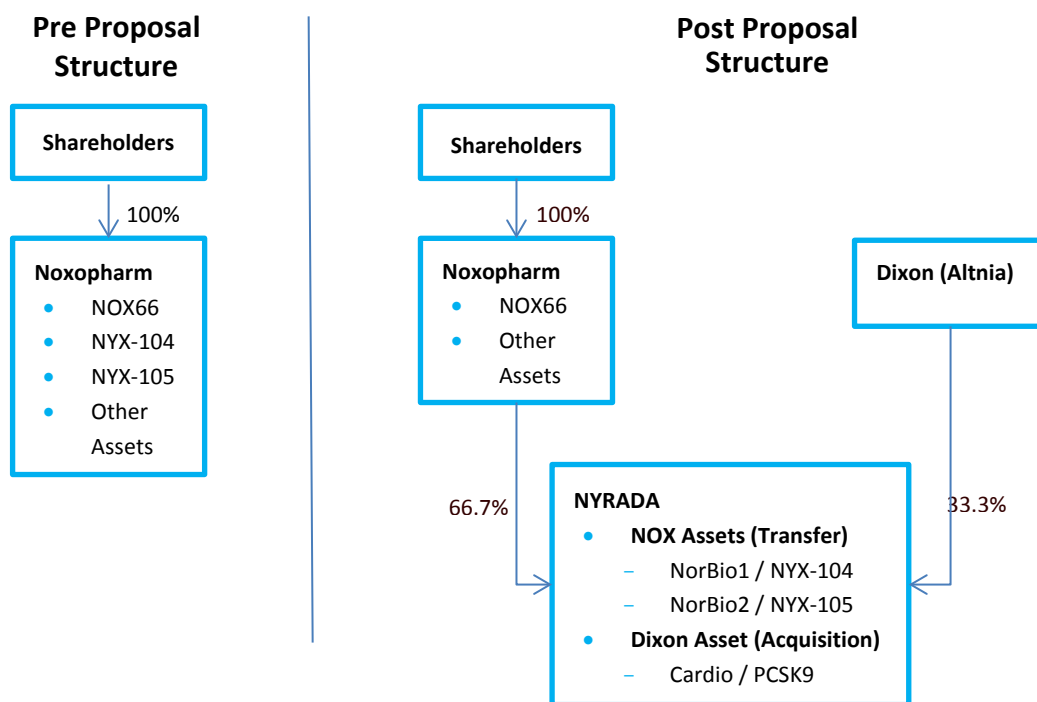 Pre Proposal
Structure
Shareholders
100%
Noxopharm
• NOX66
• NYX-104
• NYX-105
• Other
Assets
Post Proposal
Structure
Shareholders
100%
Noxopharm
• NOX66
• Other
Assets
Dixon (Altnia)
66.7%
33.3%
NYRADA
• NOX Assets (Transfer)
– NorBio1 / NYX-104
– NorBio2 / NYX-105
• Dixon Asset (Acquisition)
– Cardio / PCSK9